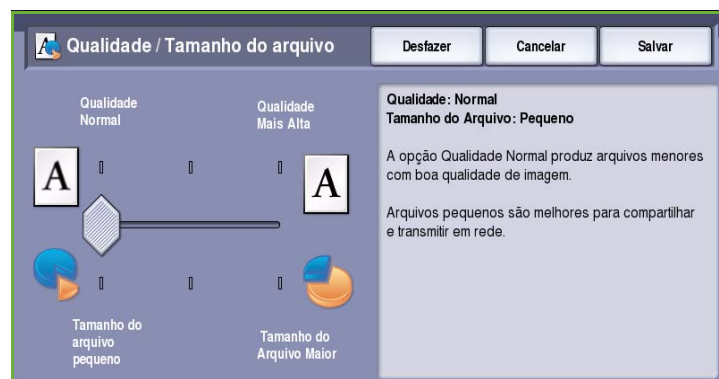 Qualidade / Tamanho do arquivo
Desfazer
Cancelar
Salvar
Qualidade
Normal
Qualidade
Mais Alta
A
A
Tamanho do
arquivo
pequeno
Tamanho do
Arquivo Maior
Qualidade: Normal
Tamanho do Arquivo: Pequeno
A opção Qualidade Normal produz arquivos menores
com boa qualidade de imagem.
Arquivos pequenos são melhores para compartilhar
e transmitir em rede.